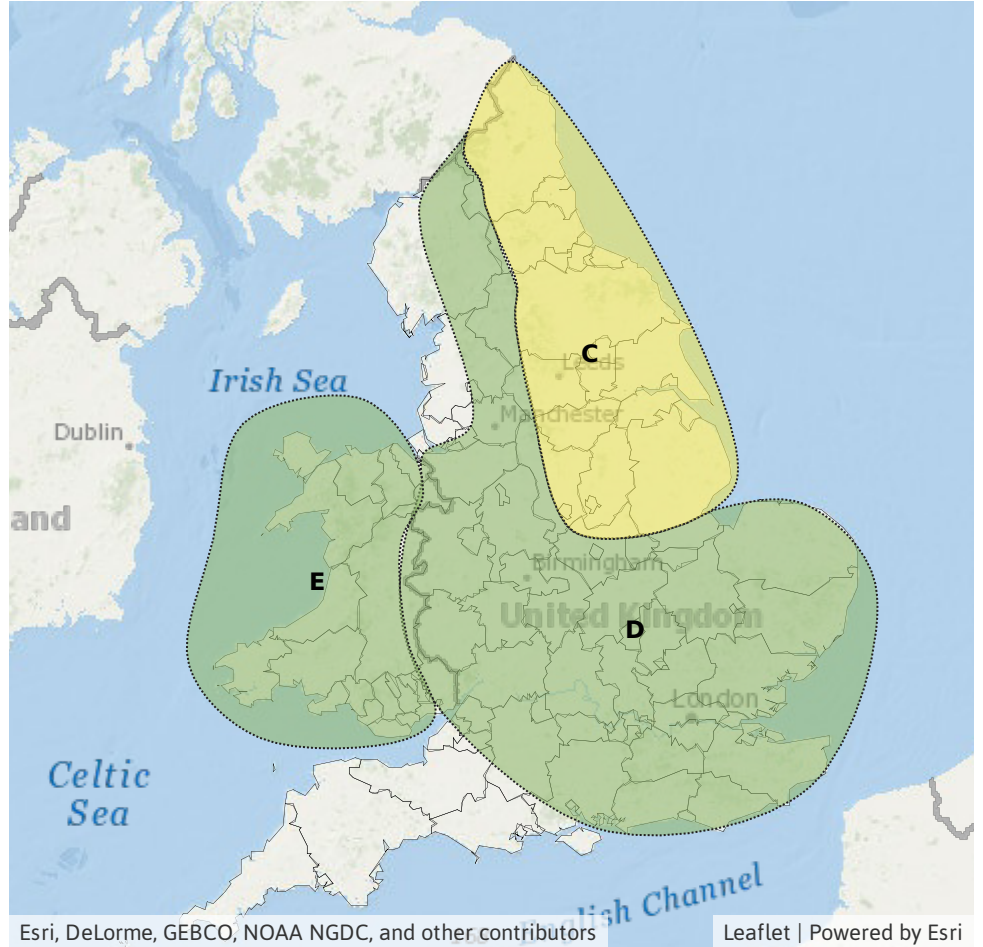 C
Leeds
Irish Sea
Manchester
Dublin
and
Birmingham
E
United Kingdom
D
London
Celtic
Sea
English Channel
Esri, DeLorme, GEBCO, NOAA NGDC, and other contributors
Leaflet | Powered by Esri